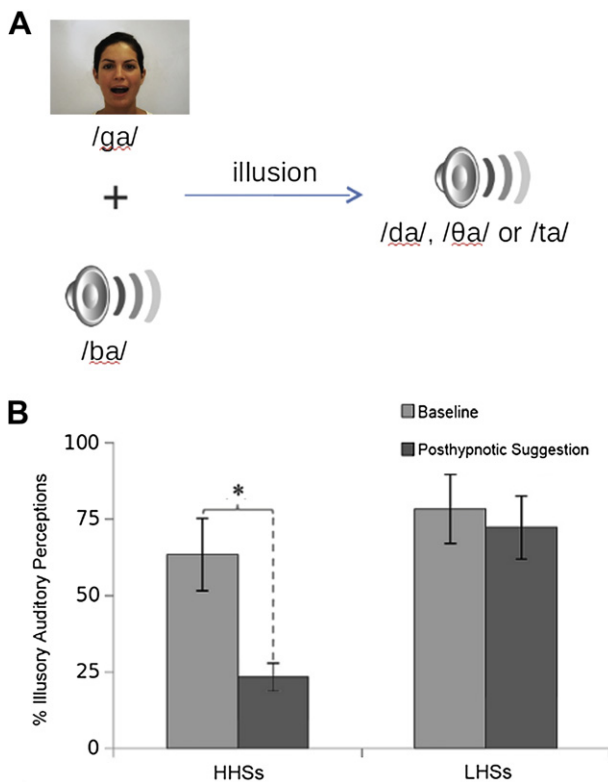 A
/ga/
+
illusion
/da/, /θa/ or /ta/
/ba/
B
Baseline
Posthypnotic Suggestion
% Illusory Auditory Perceptions
100
75
50
25
0
*
HHSs
LHSs